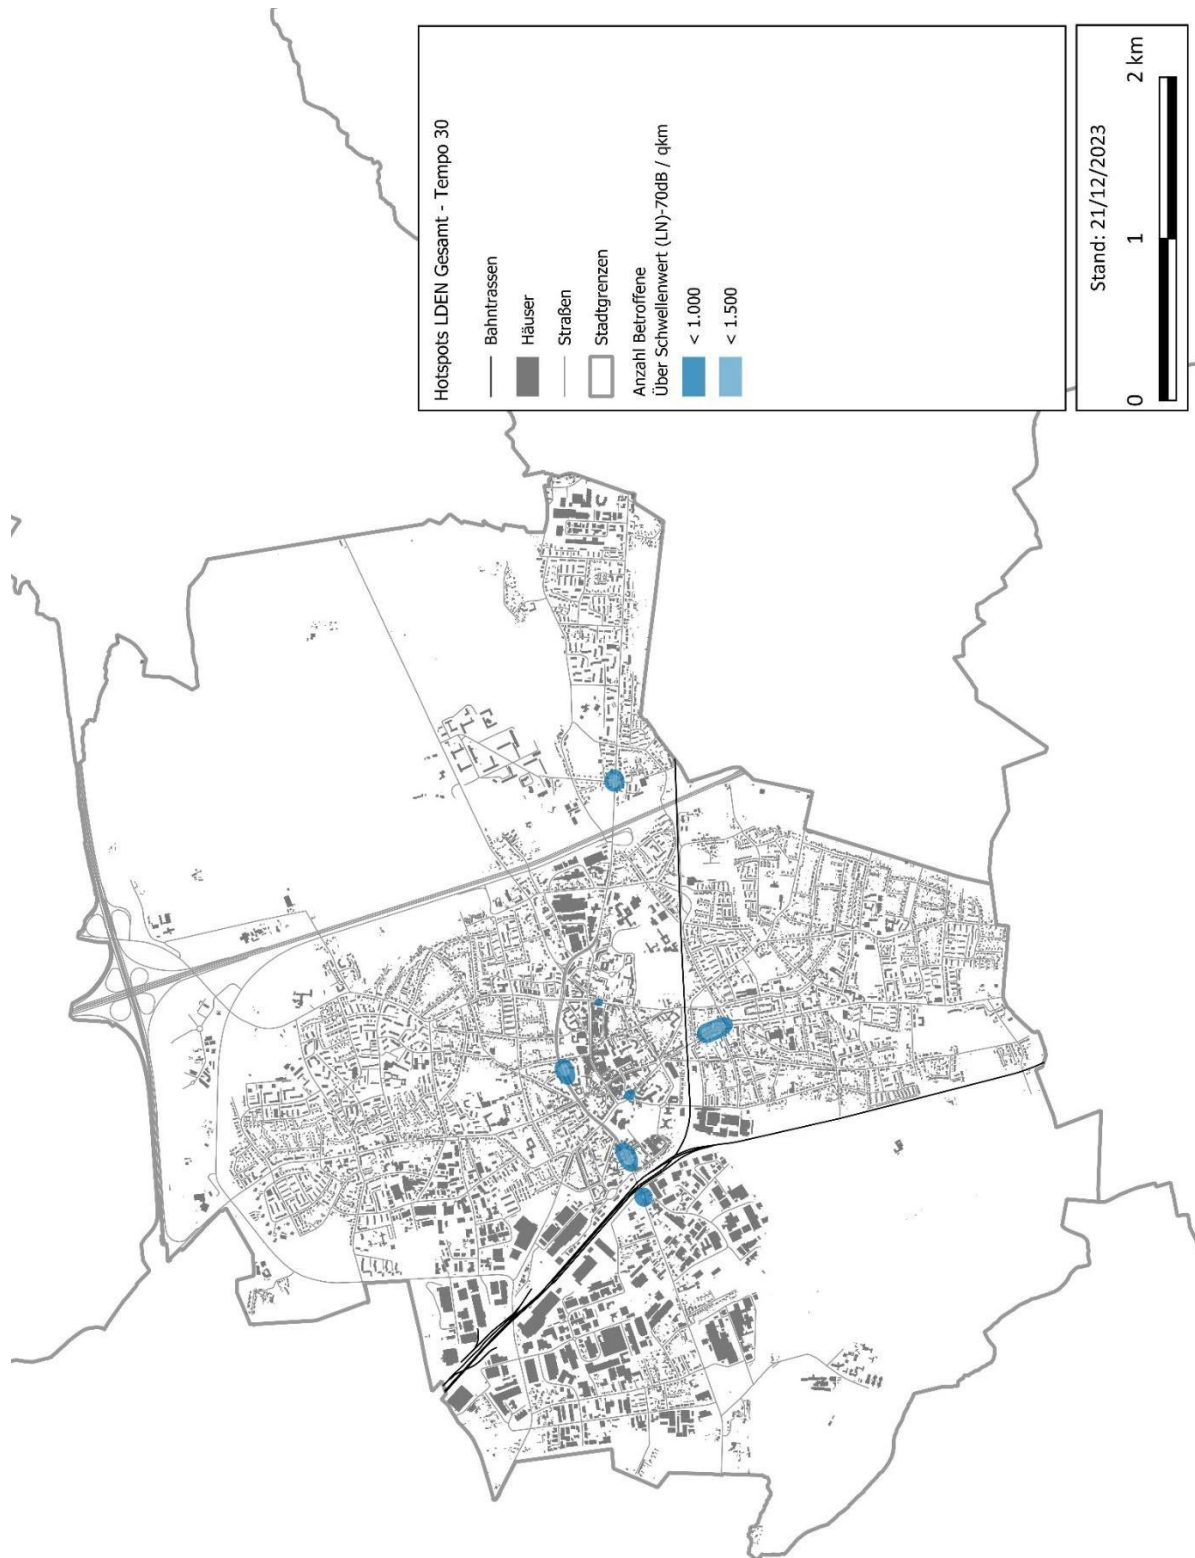 Hotspots LDEN Gesamt - Tempo 30
Bahntrassen
Häuser
Straßen
Stadtgrenzen
Anzahl Betroffene
Über Schwellenwert (LN)-70dB / qkm
< 1.000
< 1.500
Stand: 21/12/2023
0 1 2 km